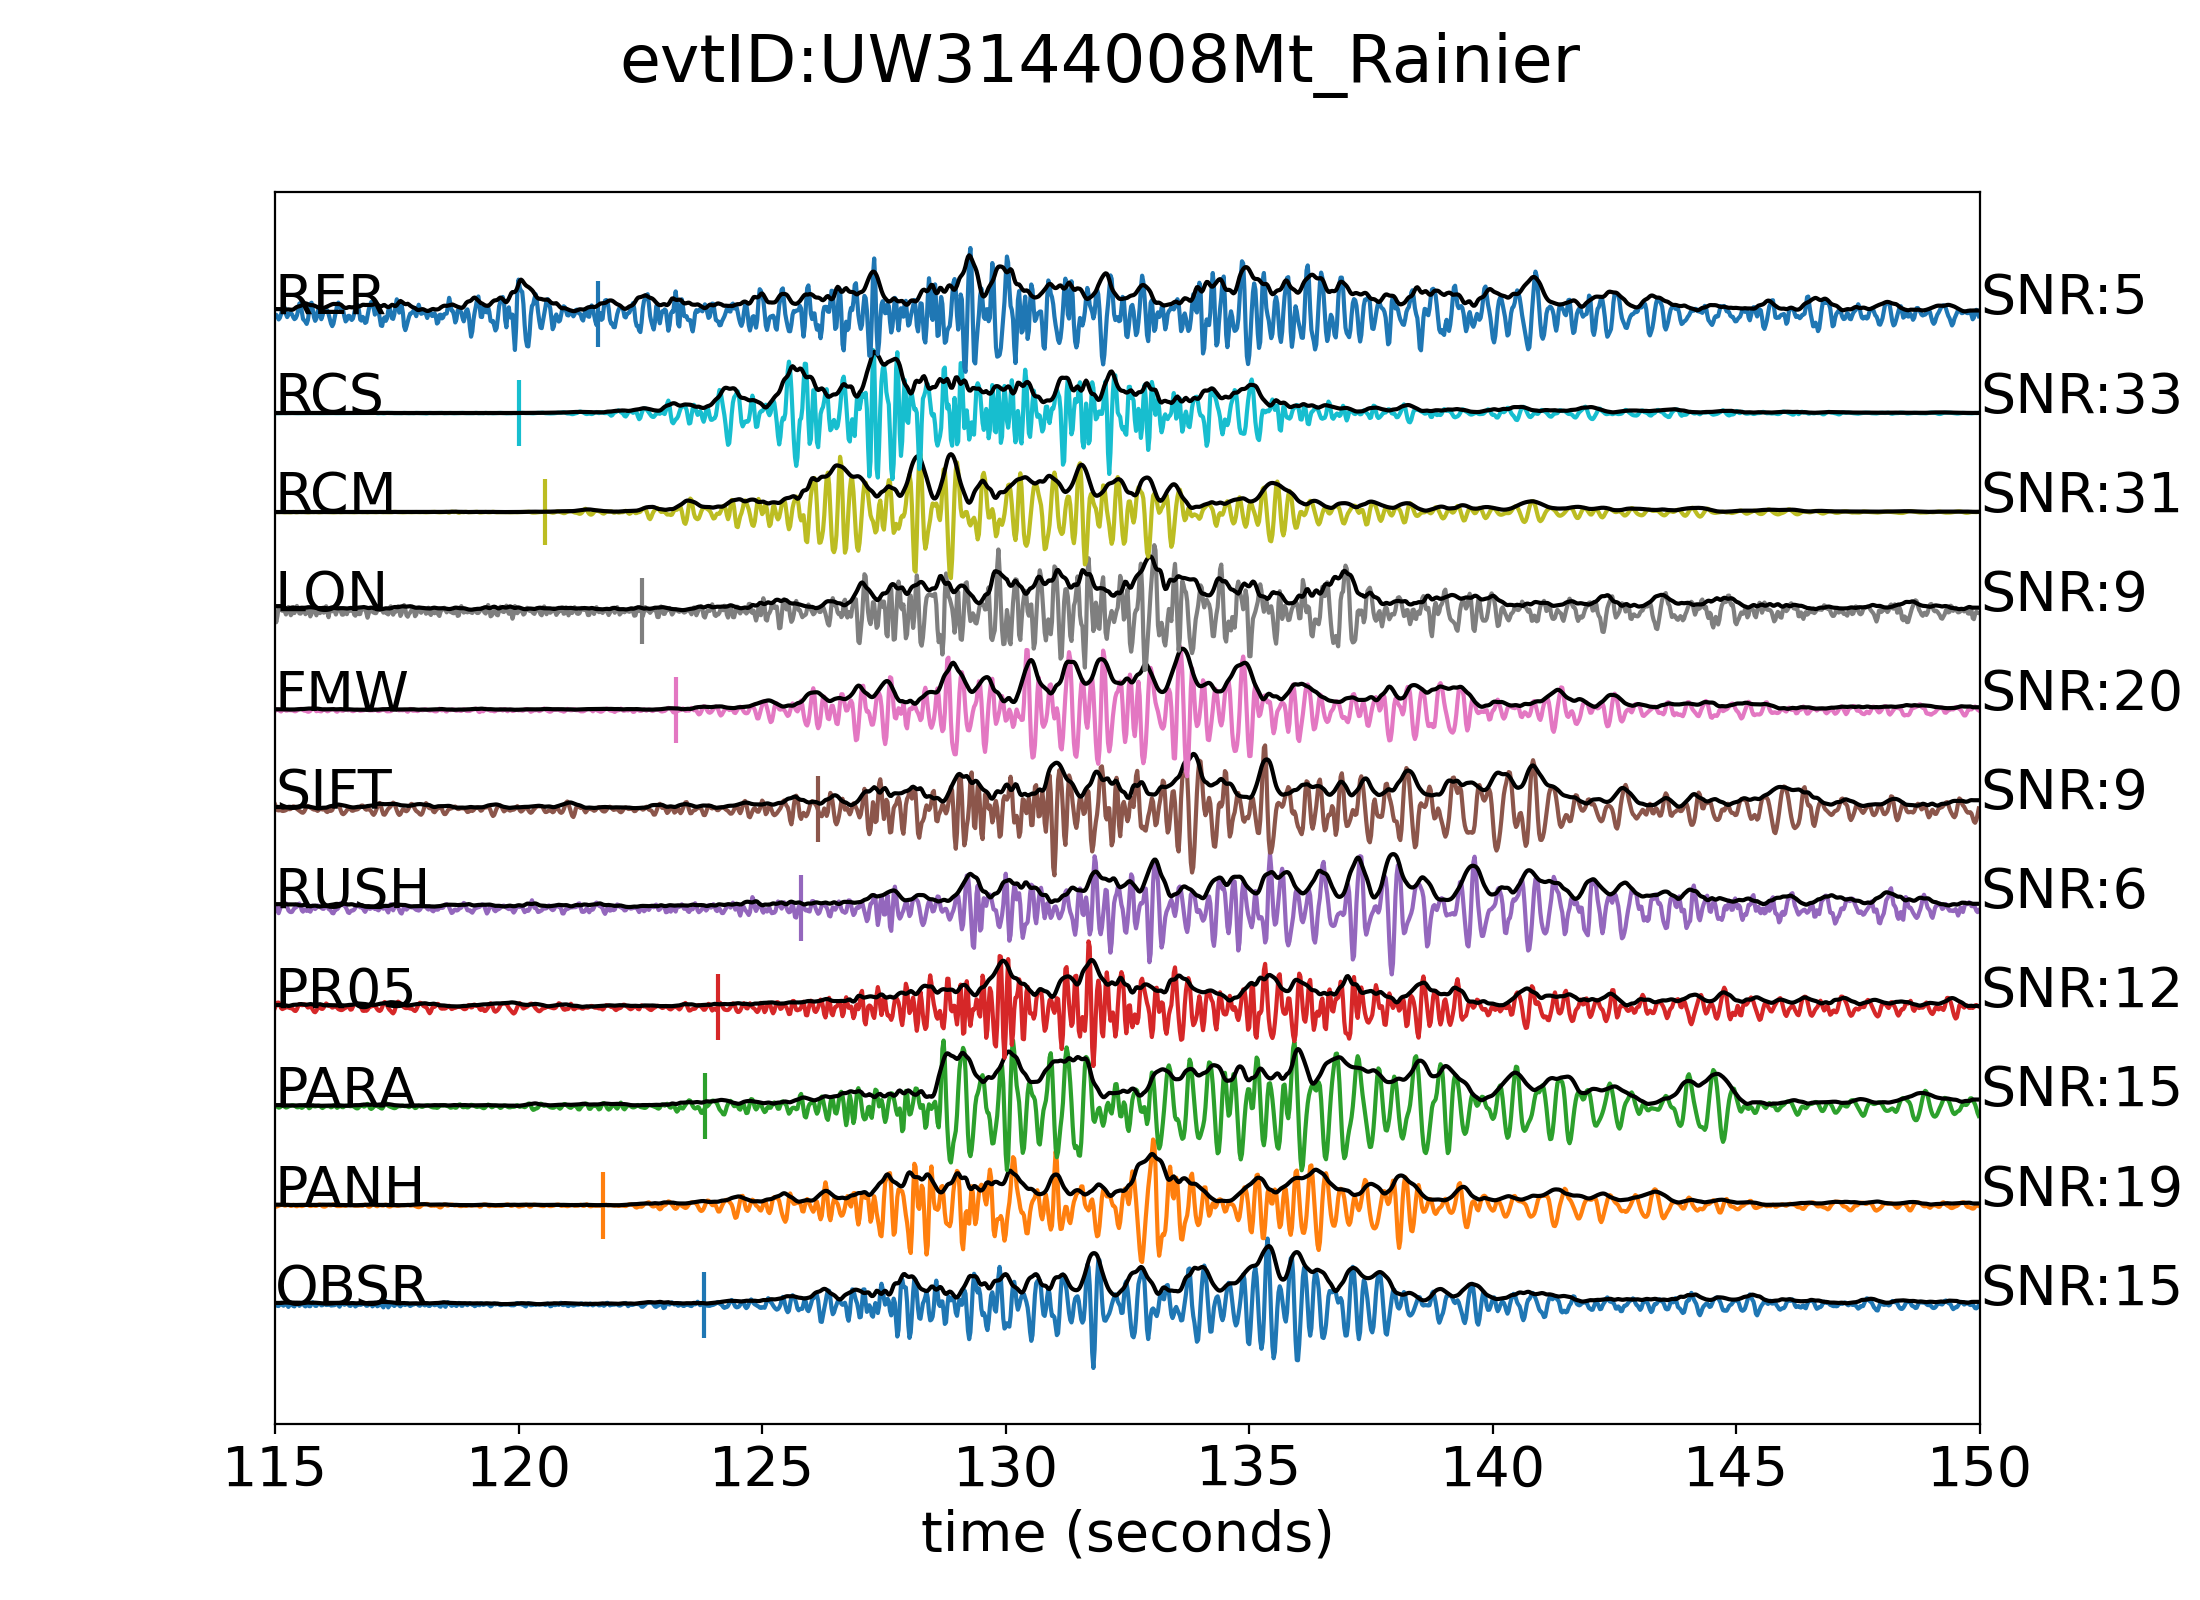 evtID:UW3144008Mt_Rainier
RER SNR:5
RCS SNR:33
RCM SNR:31
LON SNR:9
FMW SNR:20
SIFT SNR:9
RUSH SNR:6
PR05 SNR:12
PARA SNR:15
PANH SNR:19
OBSR SNR:15
115 120 125 130 135 140 145 150
time (seconds)